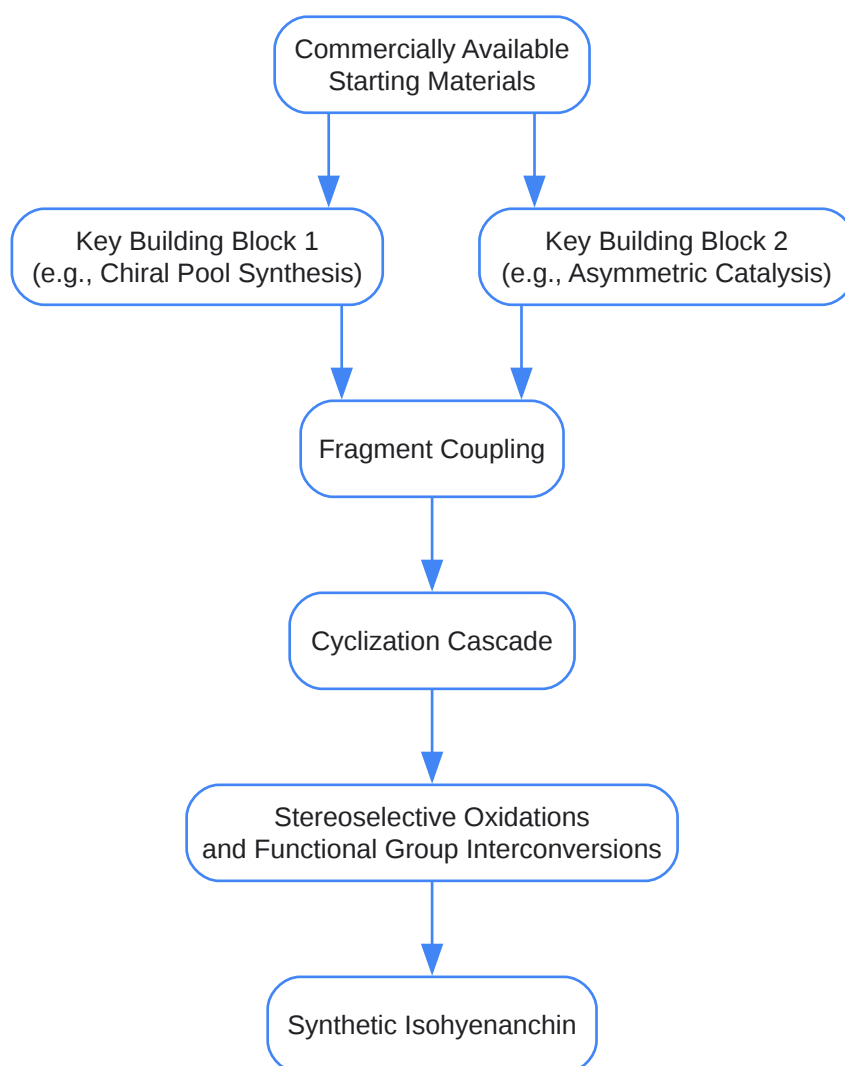 Commercially Available
Starting Materials
Key Building Block 1
(e.g., Chiral Pool Synthesis)
Key Building Block 2
(e.g., Asymmetric Catalysis)
Fragment Coupling
Cyclization Cascade
Stereoselective Oxidations
and Functional Group Interconversions
Synthetic Isohyenanchin